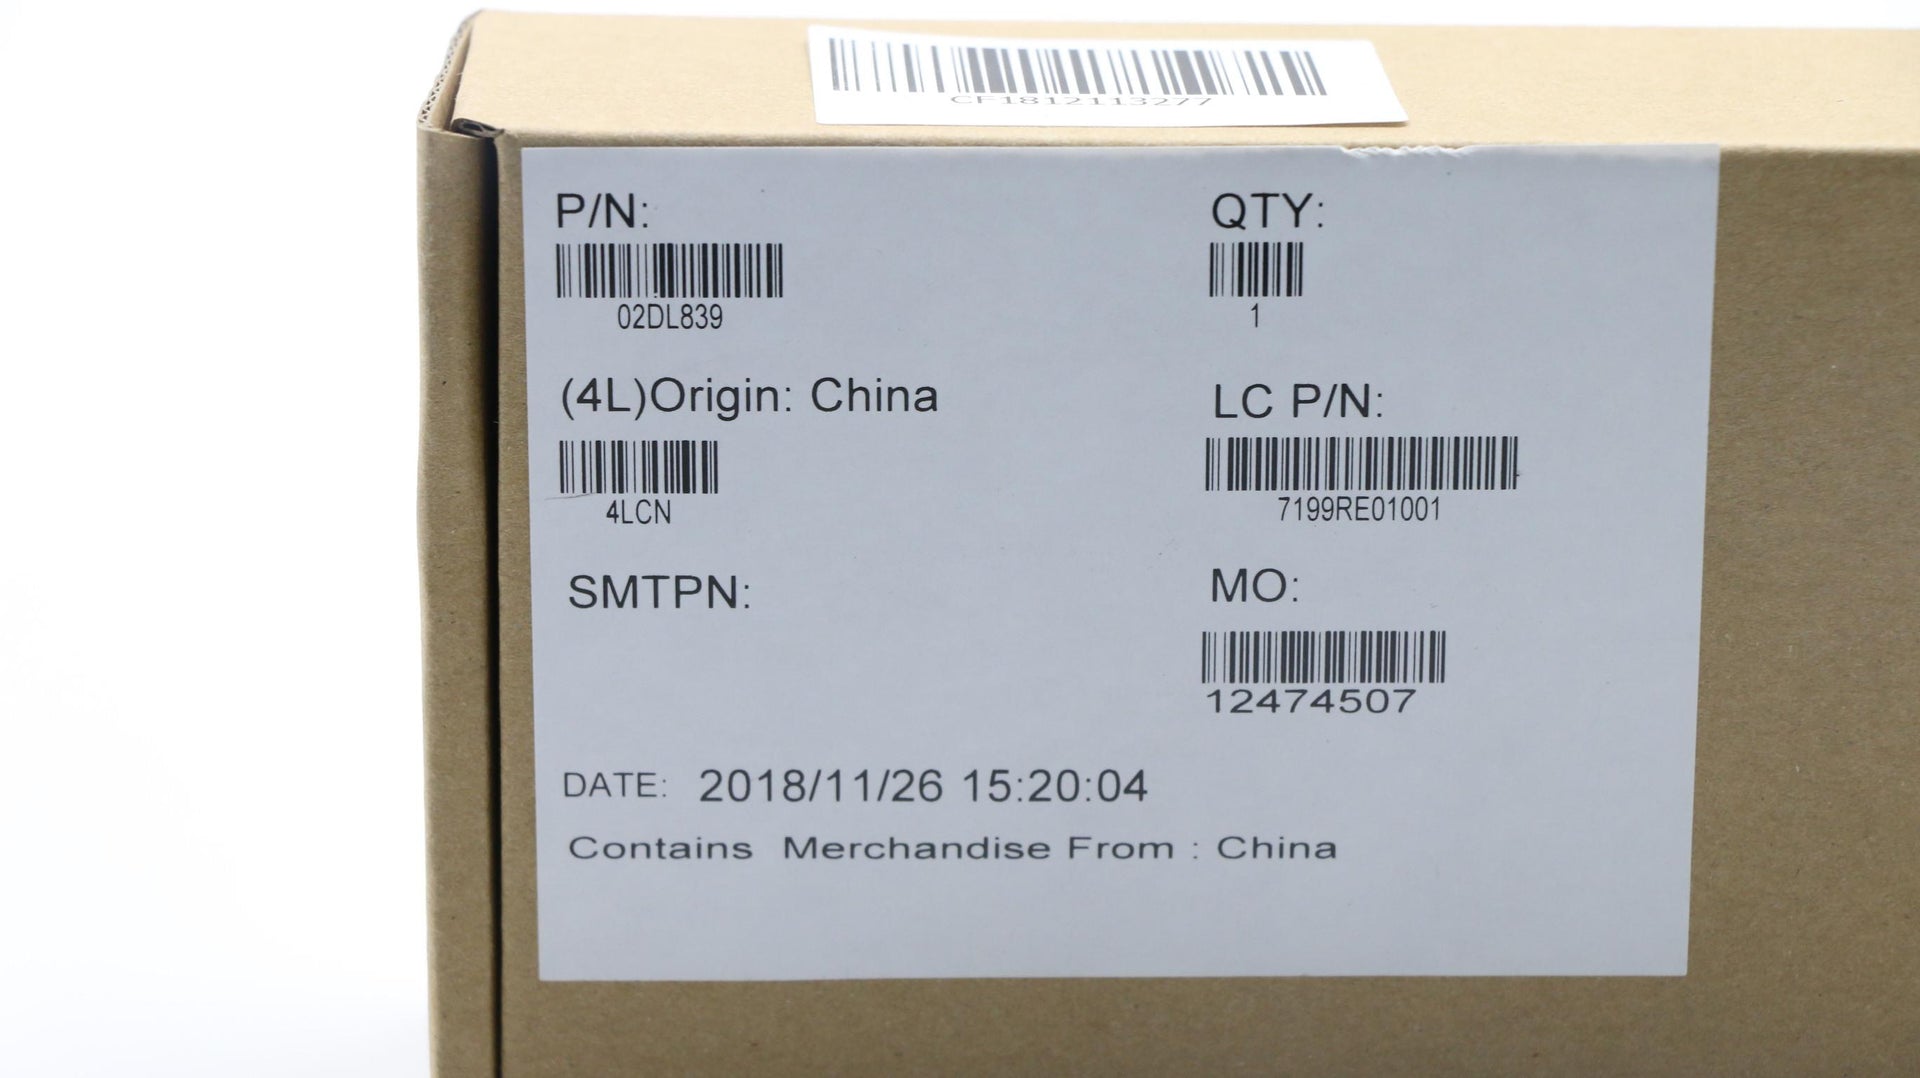 CF1812113277
P/N:
QTY:
02DL839
1
(4L)Origin: China
LC P/N:
4LCN
7199RE01001
SMTPN:
MO:
12474507
DATE: 2018/11/26 15:20:04
Contains Merchandise From : China